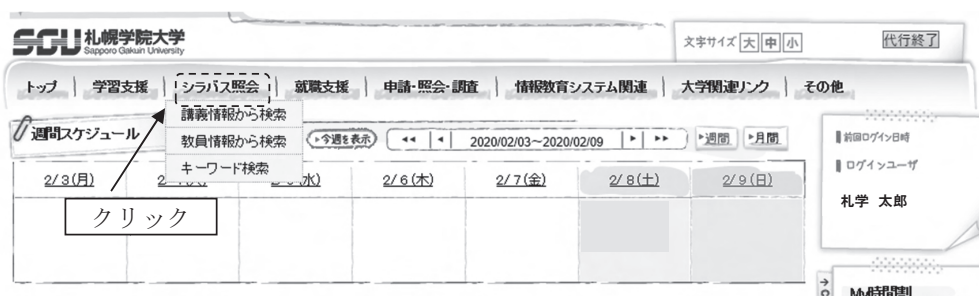 SGU 札幌学院大学
Sapporo Gakuin University
文字サイズ 大 中 小
代行終了
トップ 学習支援 シラバス照会 就職支援 申請・照会・調査 情報教育システム関連 大学関連リンク その他
講義情報から検索
教員情報から検索
キーワード検索
週間スケジュール
今週を表示
2020/02/03~2020/02/09
週間 月間
前回ログイン日時
ログインユーザ
札学 太郎
2/3(月) 2/6(木) 2/7(金) 2/8(土) 2/9(日)
クリック
My時間割